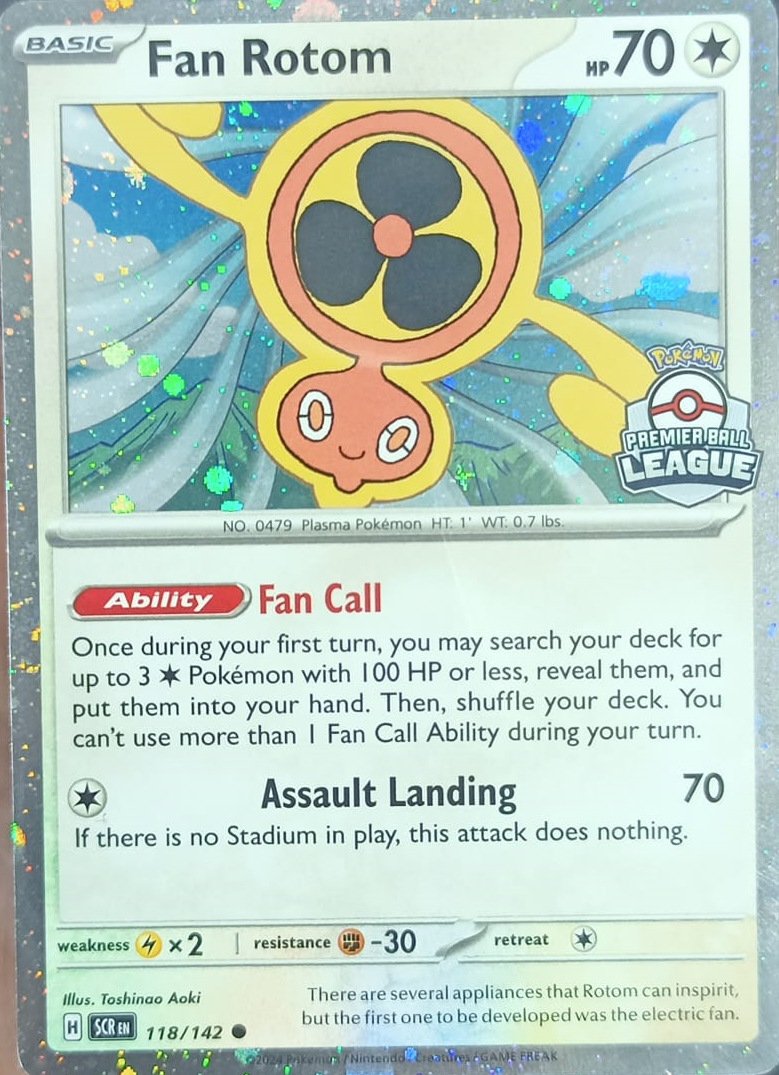 BASIC
Fan Rotom
HP 70
POKéMON
PREMIER BALL
LEAGUE
NO. 0479 Plasma Pokémon HT: 1' WT: 0.7 lbs.
Ability Fan Call
Once during your first turn, you may search your deck for
up to 3 Pokémon with 100 HP or less, reveal them, and
put them into your hand. Then, shuffle your deck. You
can't use more than 1 Fan Call Ability during your turn.
Assault Landing 70
If there is no Stadium in play, this attack does nothing.
weakness ×2 resistance -30 retreat
Illus. Toshinao Aoki
There are several appliances that Rotom can inspirit,
but the first one to be developed was the electric fan.
H SCR EN 118/142
©2024 Pokémon / Nintendo / Creatures / GAME FREAK